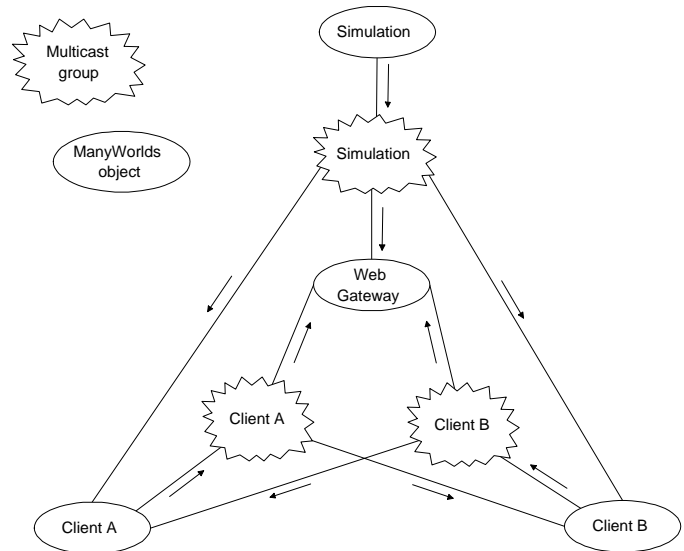 Simulation
Multicast
group
ManyWorlds
object
Simulation
Web
Gateway
Client A
Client B
Client A
Client B